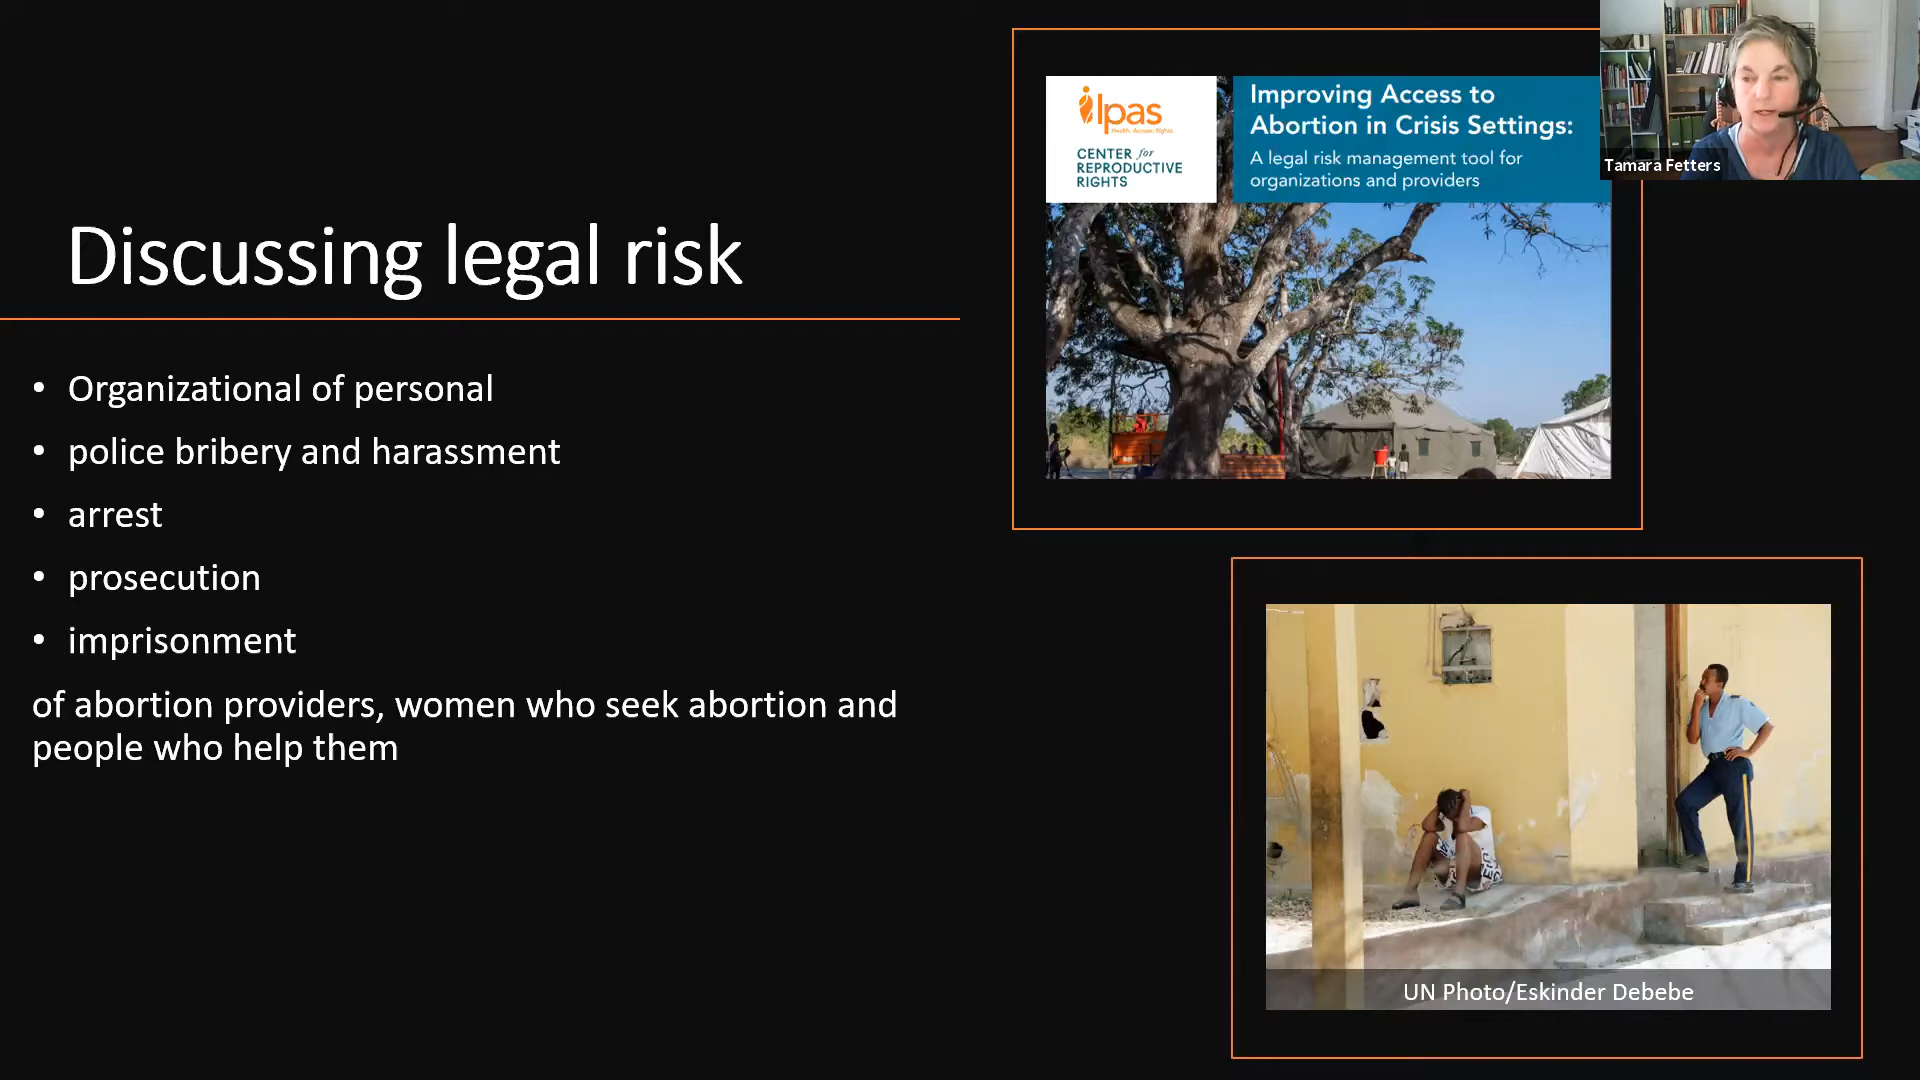 Discussing legal risk
• Organizational of personal
• police bribery and harassment
• arrest
• prosecution
• imprisonment
of abortion providers, women who seek abortion and
people who help them
Ipas
Health. Access. Rights.
CENTER for
REPRODUCTIVE
RIGHTS
Improving Access to
Abortion in Crisis Settings:
A legal risk management tool for
organizations and providers
Tamara Fetters
UN Photo/Eskinder Debebe